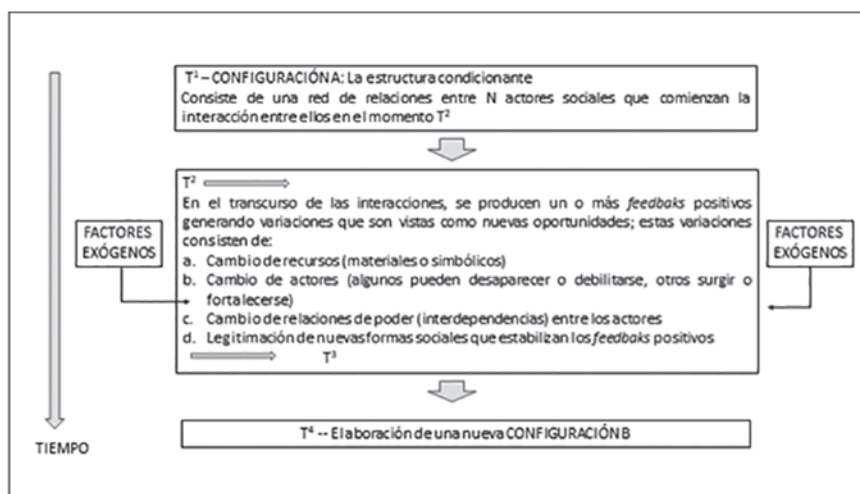 T¹ – CONFIGURACIÓN A: La estructura condicionante
Consiste de una red de relaciones entre N actores sociales que comienzan la
interacción entre ellos en el momento T²
T²
En el transcurso de las interacciones, se producen un o más feedbaks positivos
generando variaciones que son vistas como nuevas oportunidades; estas variaciones
consisten de:
a. Cambio de recursos (materiales o simbólicos)
b. Cambio de actores (algunos pueden desaparecer o debilitarse, otros surgir o
fortalecerse)
c. Cambio de relaciones de poder (interdependencias) entre los actores
d. Legitimación de nuevas formas sociales que estabilizan los feedbaks positivos
T³
FACTORES
EXÓGENOS
FACTORES
EXÓGENOS
T⁴ -- Elaboración de una nueva CONFIGURACIÓN B
TIEMPO